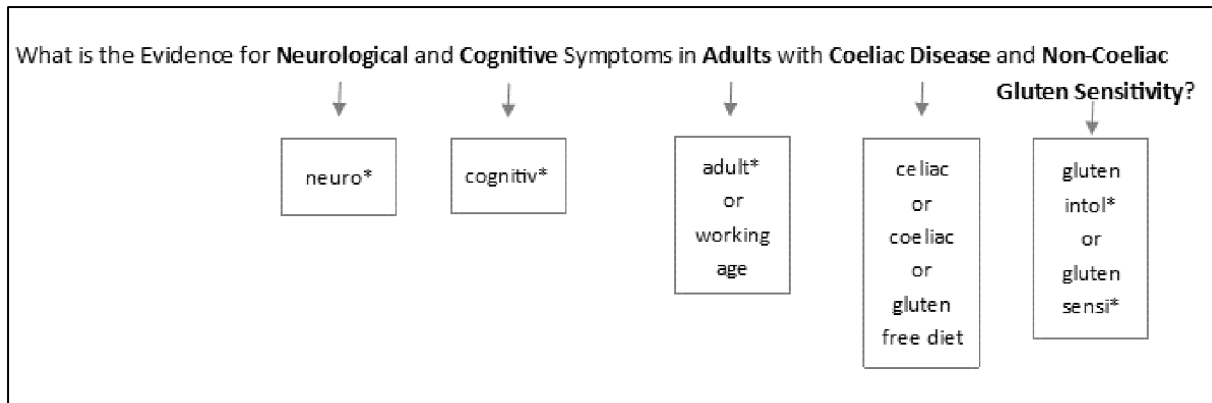 What is the Evidence for Neurological and Cognitive Symptoms in Adults with Coeliac Disease and Non-Coeliac
Gluten Sensitivity?
neuro*
cognitiv*
adult*
or
working
age
celiac
or
coeliac
or
gluten
free diet
gluten
intol*
or
gluten
sensi*